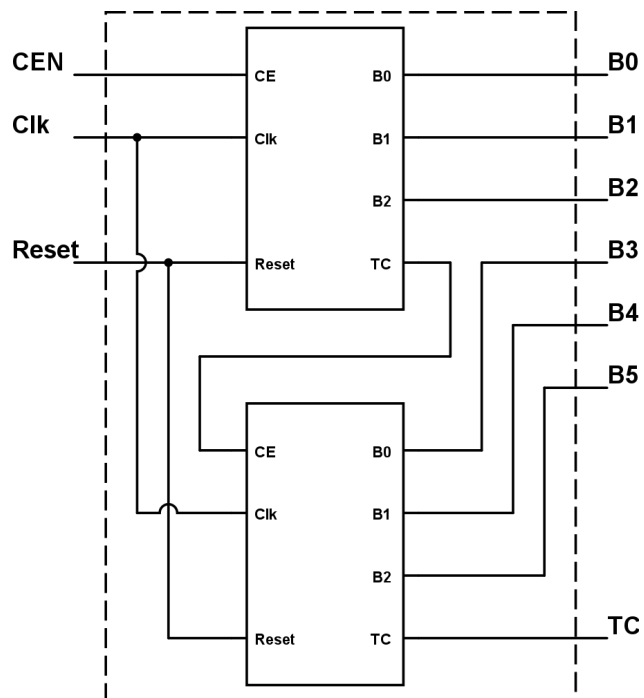 CEN
Clk
Reset
CE
Clk
Reset
B0
B1
B2
TC
CE
Clk
Reset
B0
B1
B2
TC
B0
B1
B2
B3
B4
B5
TC